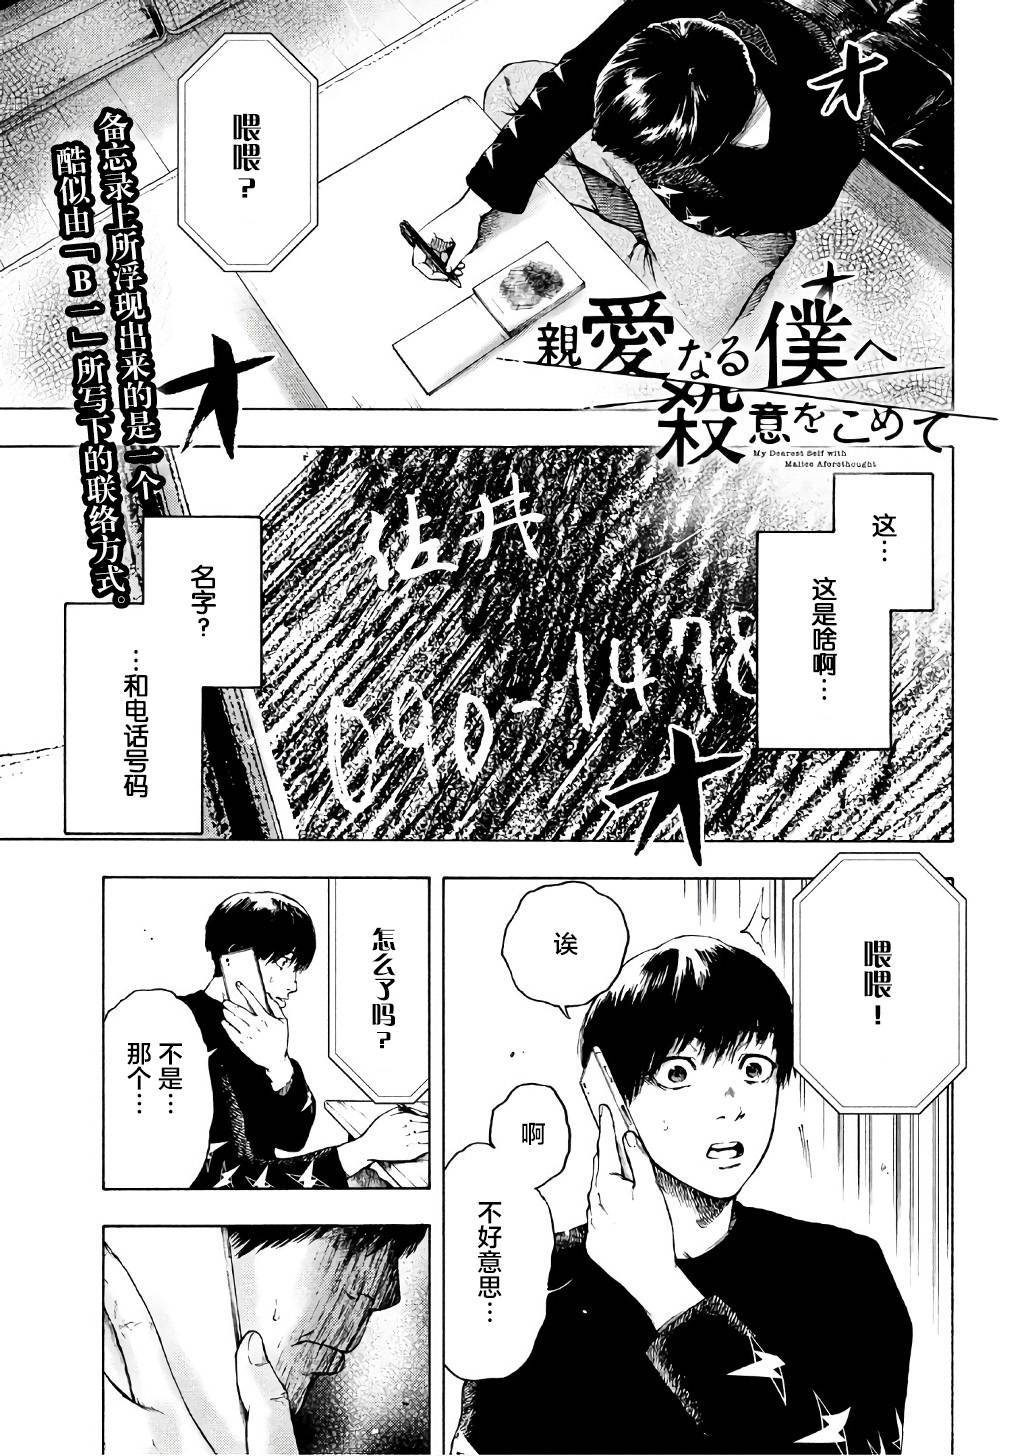 オ
喂
喂？
备忘录上所浮现出来的是一个
酷似由「B一」所写下的联络方式。
オ
オ
親愛なる僕へ
殺意をこめて
My Dearest Self with
Malice Aforethought
这…
这是啥啊…
佐井
090-1478
名字？
…和电话号码
オ
喂
喂！
诶
啊
不好意思…
怎么了吗？
不是…
那个…